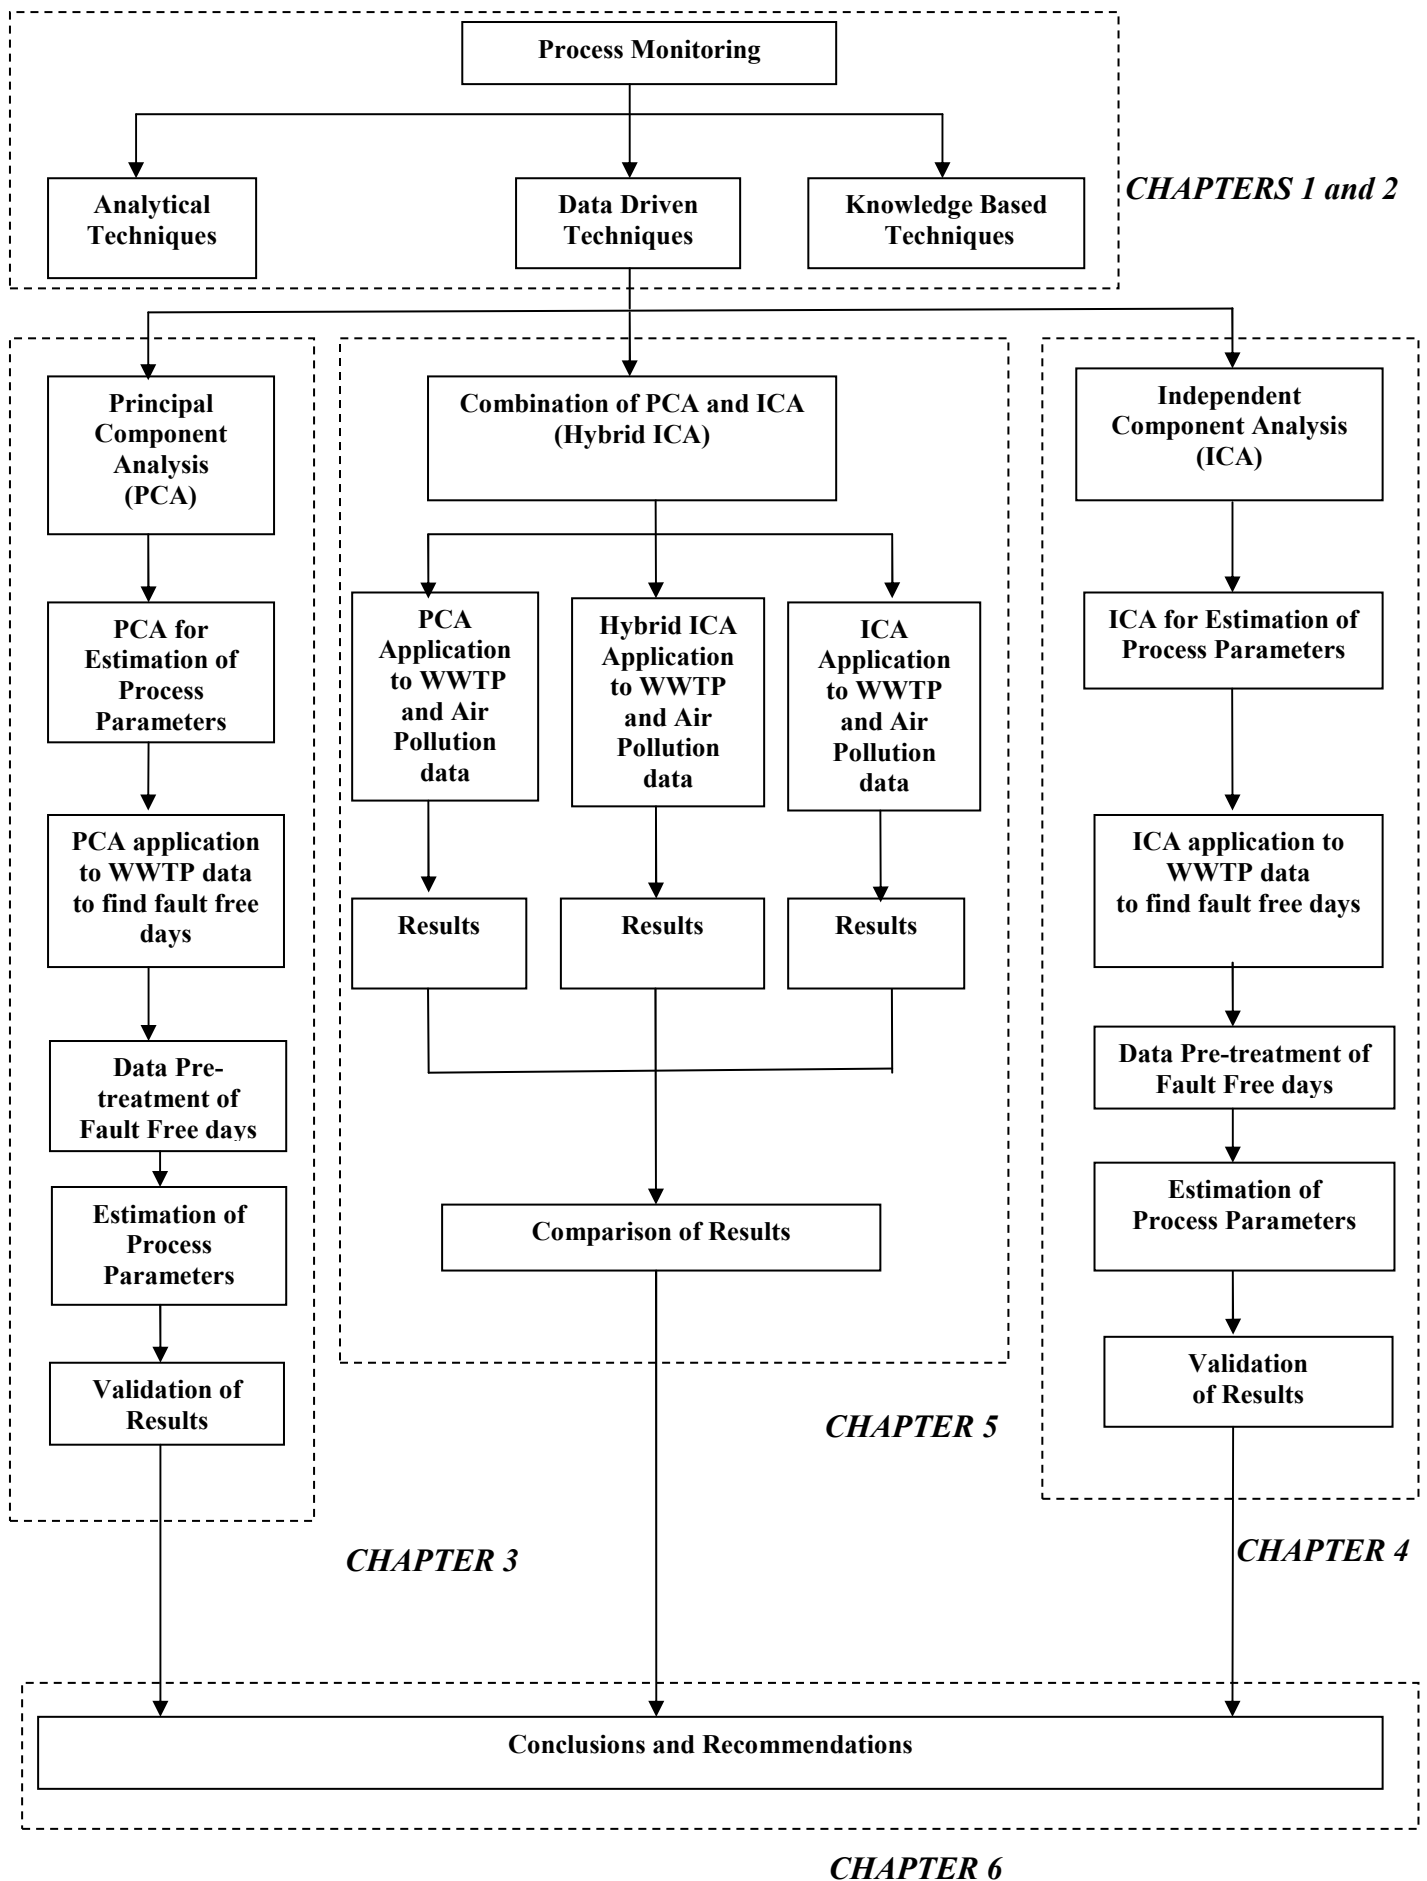 Process Monitoring
Analytical
Techniques
Data Driven
Techniques
Knowledge Based
Techniques
CHAPTERS 1 and 2
Principal
Component
Analysis
(PCA)
PCA for
Estimation of
Process
Parameters
PCA application
to WWTP data
to find fault free
days
Data Pre-
treatment of
Fault Free days
Estimation of
Process
Parameters
Validation of
Results
CHAPTER 3
Combination of PCA and ICA
(Hybrid ICA)
PCA
Application
to WWTP
and Air
Pollution
data
Hybrid ICA
Application
to WWTP
and Air
Pollution
data
ICA
Application
to WWTP
and Air
Pollution
data
Results
Results
Results
Comparison of Results
CHAPTER 5
Independent
Component Analysis
(ICA)
ICA for Estimation of
Process Parameters
ICA application to
WWTP data
to find fault free days
Data Pre-treatment of
Fault Free days
Estimation of
Process Parameters
Validation
of Results
CHAPTER 4
Conclusions and Recommendations
CHAPTER 6